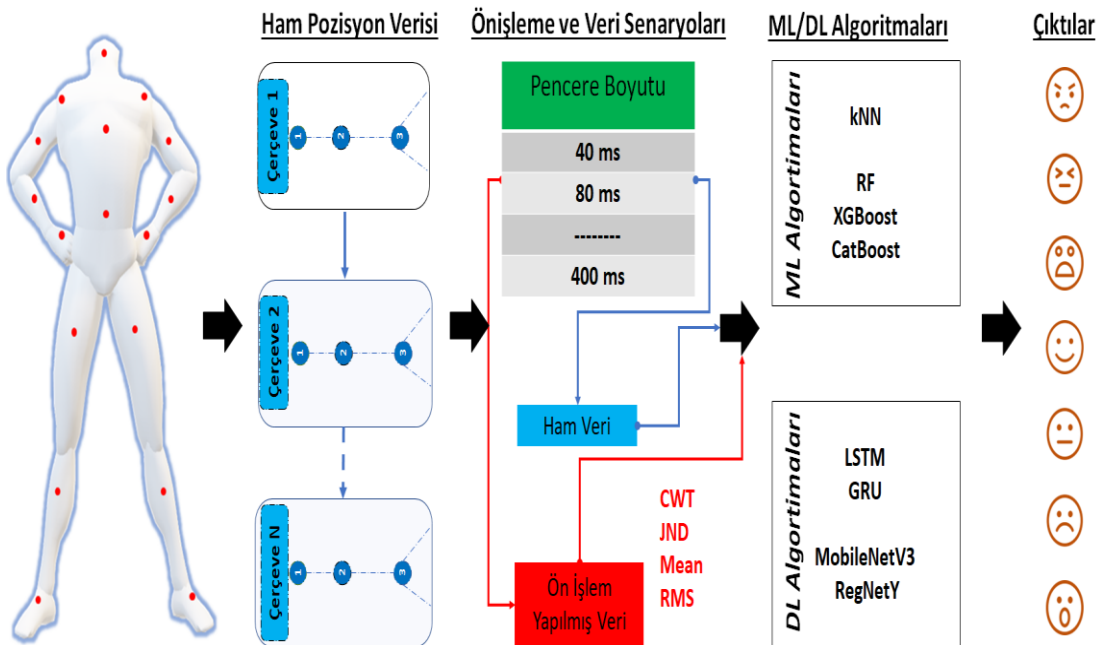 Ham Pozisyon Verisi
Çerçeve 1
1 2 3
Çerçeve 2
1 2 3
Çerçeve N
1 2 3
Önişleme ve Veri Senaryoları
Pencere Boyutu
40 ms
80 ms
--------
400 ms
Ham Veri
CWT
JND
Mean
RMS
Ön İşlem
Yapılmış Veri
ML/DL Algoritmaları
ML Algortimaları
kNN
RF
XGBoost
CatBoost
DL Algortimaları
LSTM
GRU
MobileNetV3
RegNetY
Çıktılar